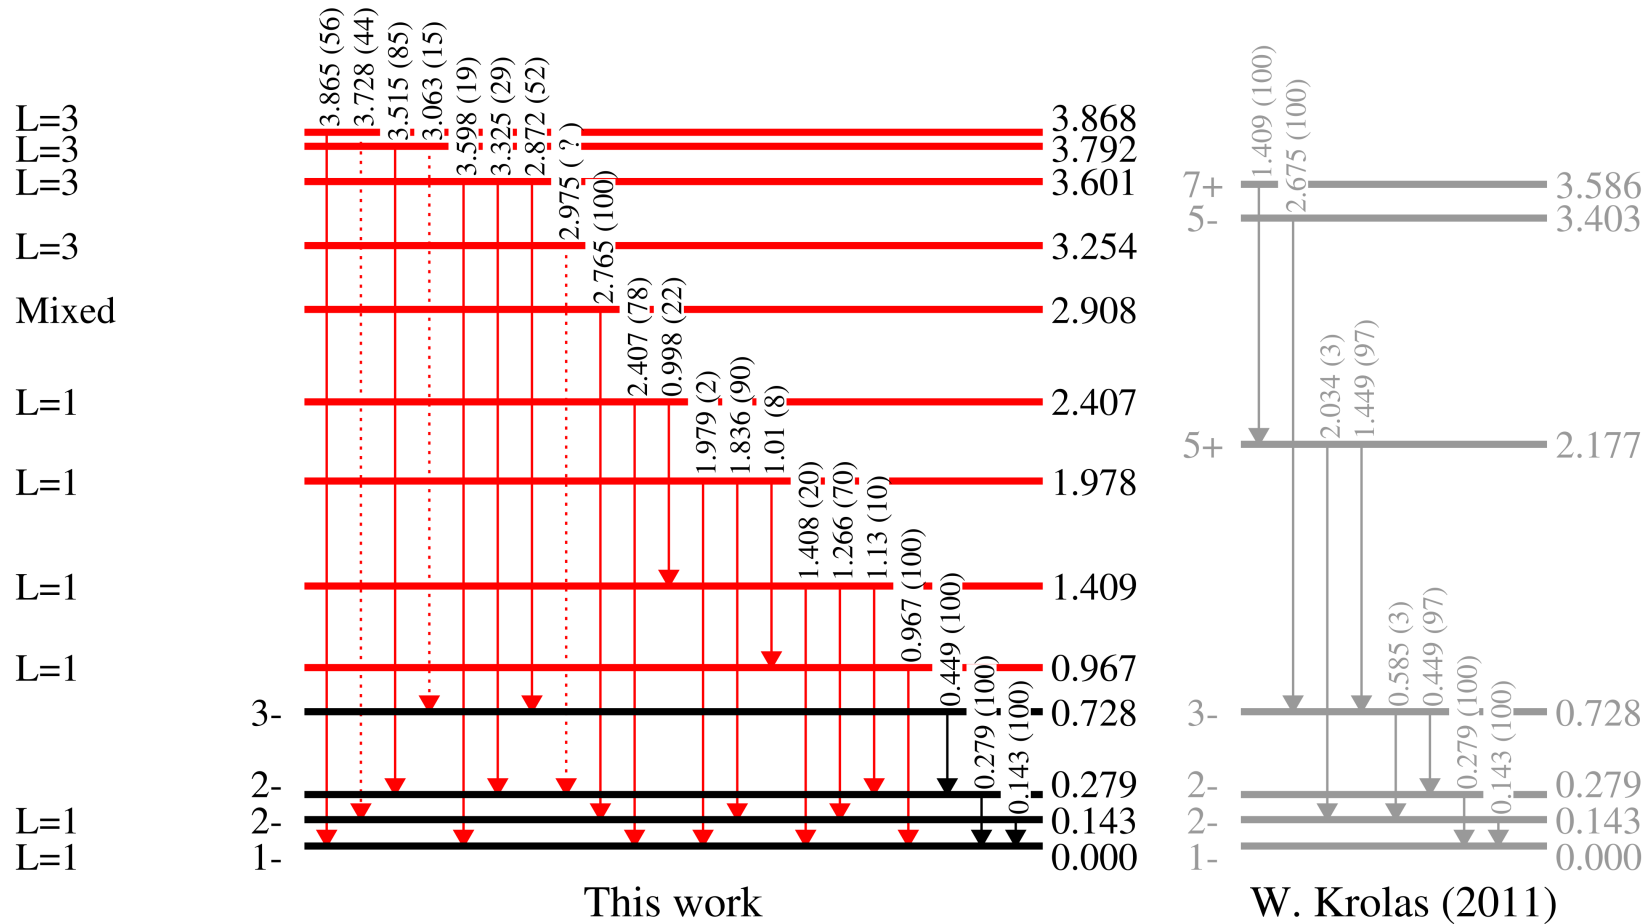 3.865 (56)
3.728 (44)
3.515 (85)
3.063 (15)
3.598 (19)
3.325 (29)
2.872 (52)
2.975 ( ? )
2.765 (100)
2.407 (78)
0.998 (22)
1.979 (2)
1.836 (90)
1.01 (8)
1.408 (20)
1.266 (70)
1.13 (10)
0.967 (100)
0.449 (100)
0.279 (100)
0.143 (100)
L=3 3.868
L=3 3.792
L=3 3.601
L=3 3.254
Mixed 2.908
L=1 2.407
L=1 1.978
L=1 1.409
L=1 0.967
3- 0.728
2- 0.279
L=1 2- 0.143
L=1 1- 0.000
This work
1.409 (100)
2.675 (100)
2.034 (3)
1.449 (97)
0.585 (3)
0.449 (97)
0.279 (100)
0.143 (100)
7+ 3.586
5- 3.403
5+ 2.177
3- 0.728
2- 0.279
2- 0.143
1- 0.000
W. Krolas (2011)